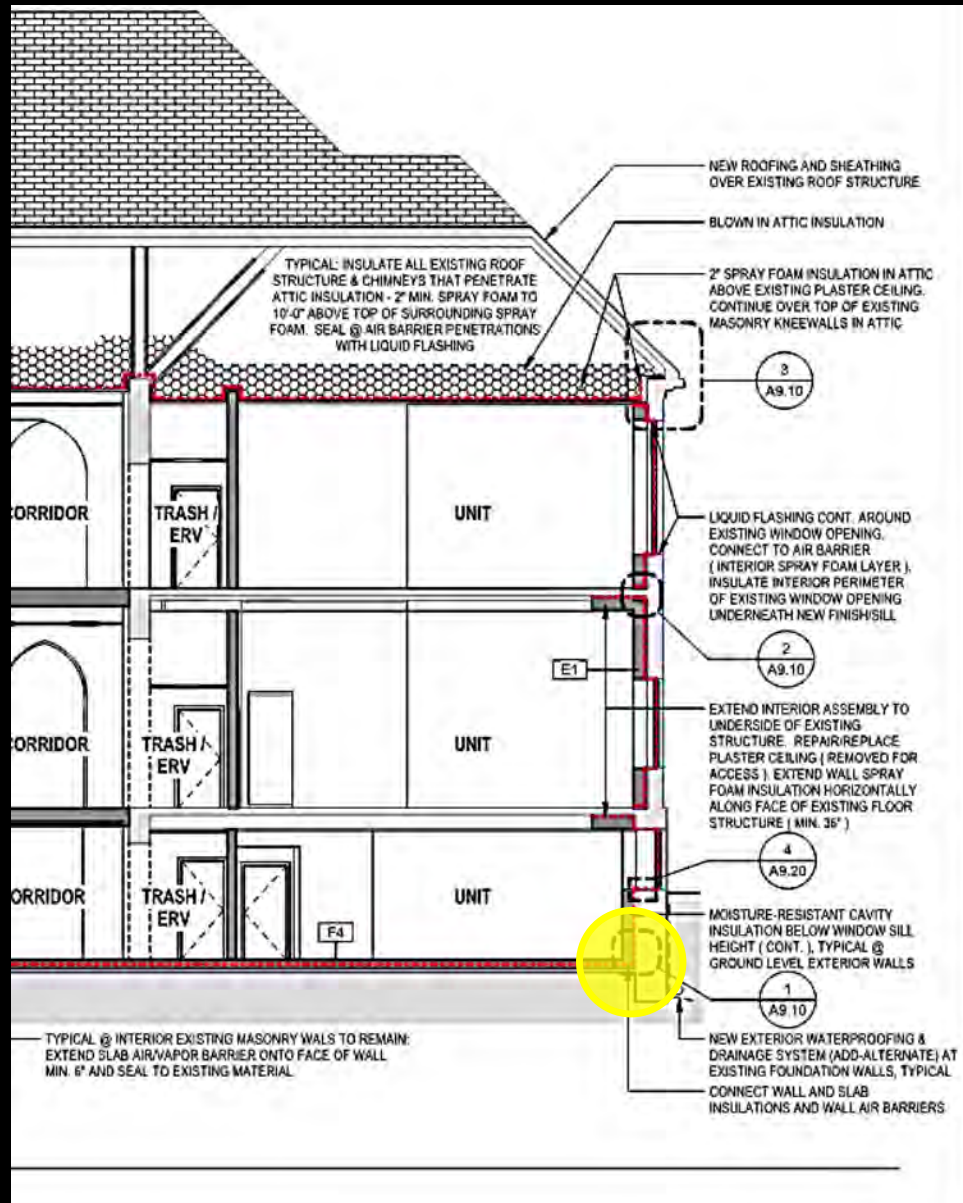 NEW ROOFING AND SHEATHING
OVER EXISTING ROOF STRUCTURE
BLOWN IN ATTIC INSULATION
TYPICAL: INSULATE ALL EXISTING ROOF
STRUCTURE & CHIMNEYS THAT PENETRATE
ATTIC INSULATION - 2" MIN. SPRAY FOAM TO
10'-0" ABOVE TOP OF SURROUNDING SPRAY
FOAM. SEAL @ AIR BARRIER PENETRATIONS
WITH LIQUID FLASHING
2" SPRAY FOAM INSULATION IN ATTIC
ABOVE EXISTING PLASTER CEILING.
CONTINUE OVER TOP OF EXISTING
MASONRY KNEEWALLS IN ATTIC
3
A9.10
CORRIDOR
TRASH /
ERV
UNIT
LIQUID FLASHING CONT. AROUND
EXISTING WINDOW OPENING.
CONNECT TO AIR BARRIER
( INTERIOR SPRAY FOAM LAYER ).
INSULATE INTERIOR PERIMETER
OF EXISTING WINDOW OPENING
UNDERNEATH NEW FINISH/SILL
2
A9.10
E1
CORRIDOR
TRASH /
ERV
UNIT
EXTEND INTERIOR ASSEMBLY TO
UNDERSIDE OF EXISTING
STRUCTURE. REPAIR/REPLACE
PLASTER CEILING ( REMOVED FOR
ACCESS ). EXTEND WALL SPRAY
FOAM INSULATION HORIZONTALLY
ALONG FACE OF EXISTING FLOOR
STRUCTURE ( MIN. 36" )
4
A9.20
ORRIDOR
TRASH /
ERV
UNIT
F4
MOISTURE-RESISTANT CAVITY
INSULATION BELOW WINDOW SILL
HEIGHT ( CONT. ), TYPICAL @
GROUND LEVEL EXTERIOR WALLS
1
A9.10
TYPICAL @ INTERIOR EXISTING MASONRY WALS TO REMAIN:
EXTEND SLAB AIR/VAPOR BARRIER ONTO FACE OF WALL
MIN. 6" AND SEAL TO EXISTING MATERIAL
NEW EXTERIOR WATERPROOFING &
DRAINAGE SYSTEM (ADD-ALTERNATE) AT
EXISTING FOUNDATION WALLS, TYPICAL
CONNECT WALL AND SLAB
INSULATIONS AND WALL AIR BARRIERS